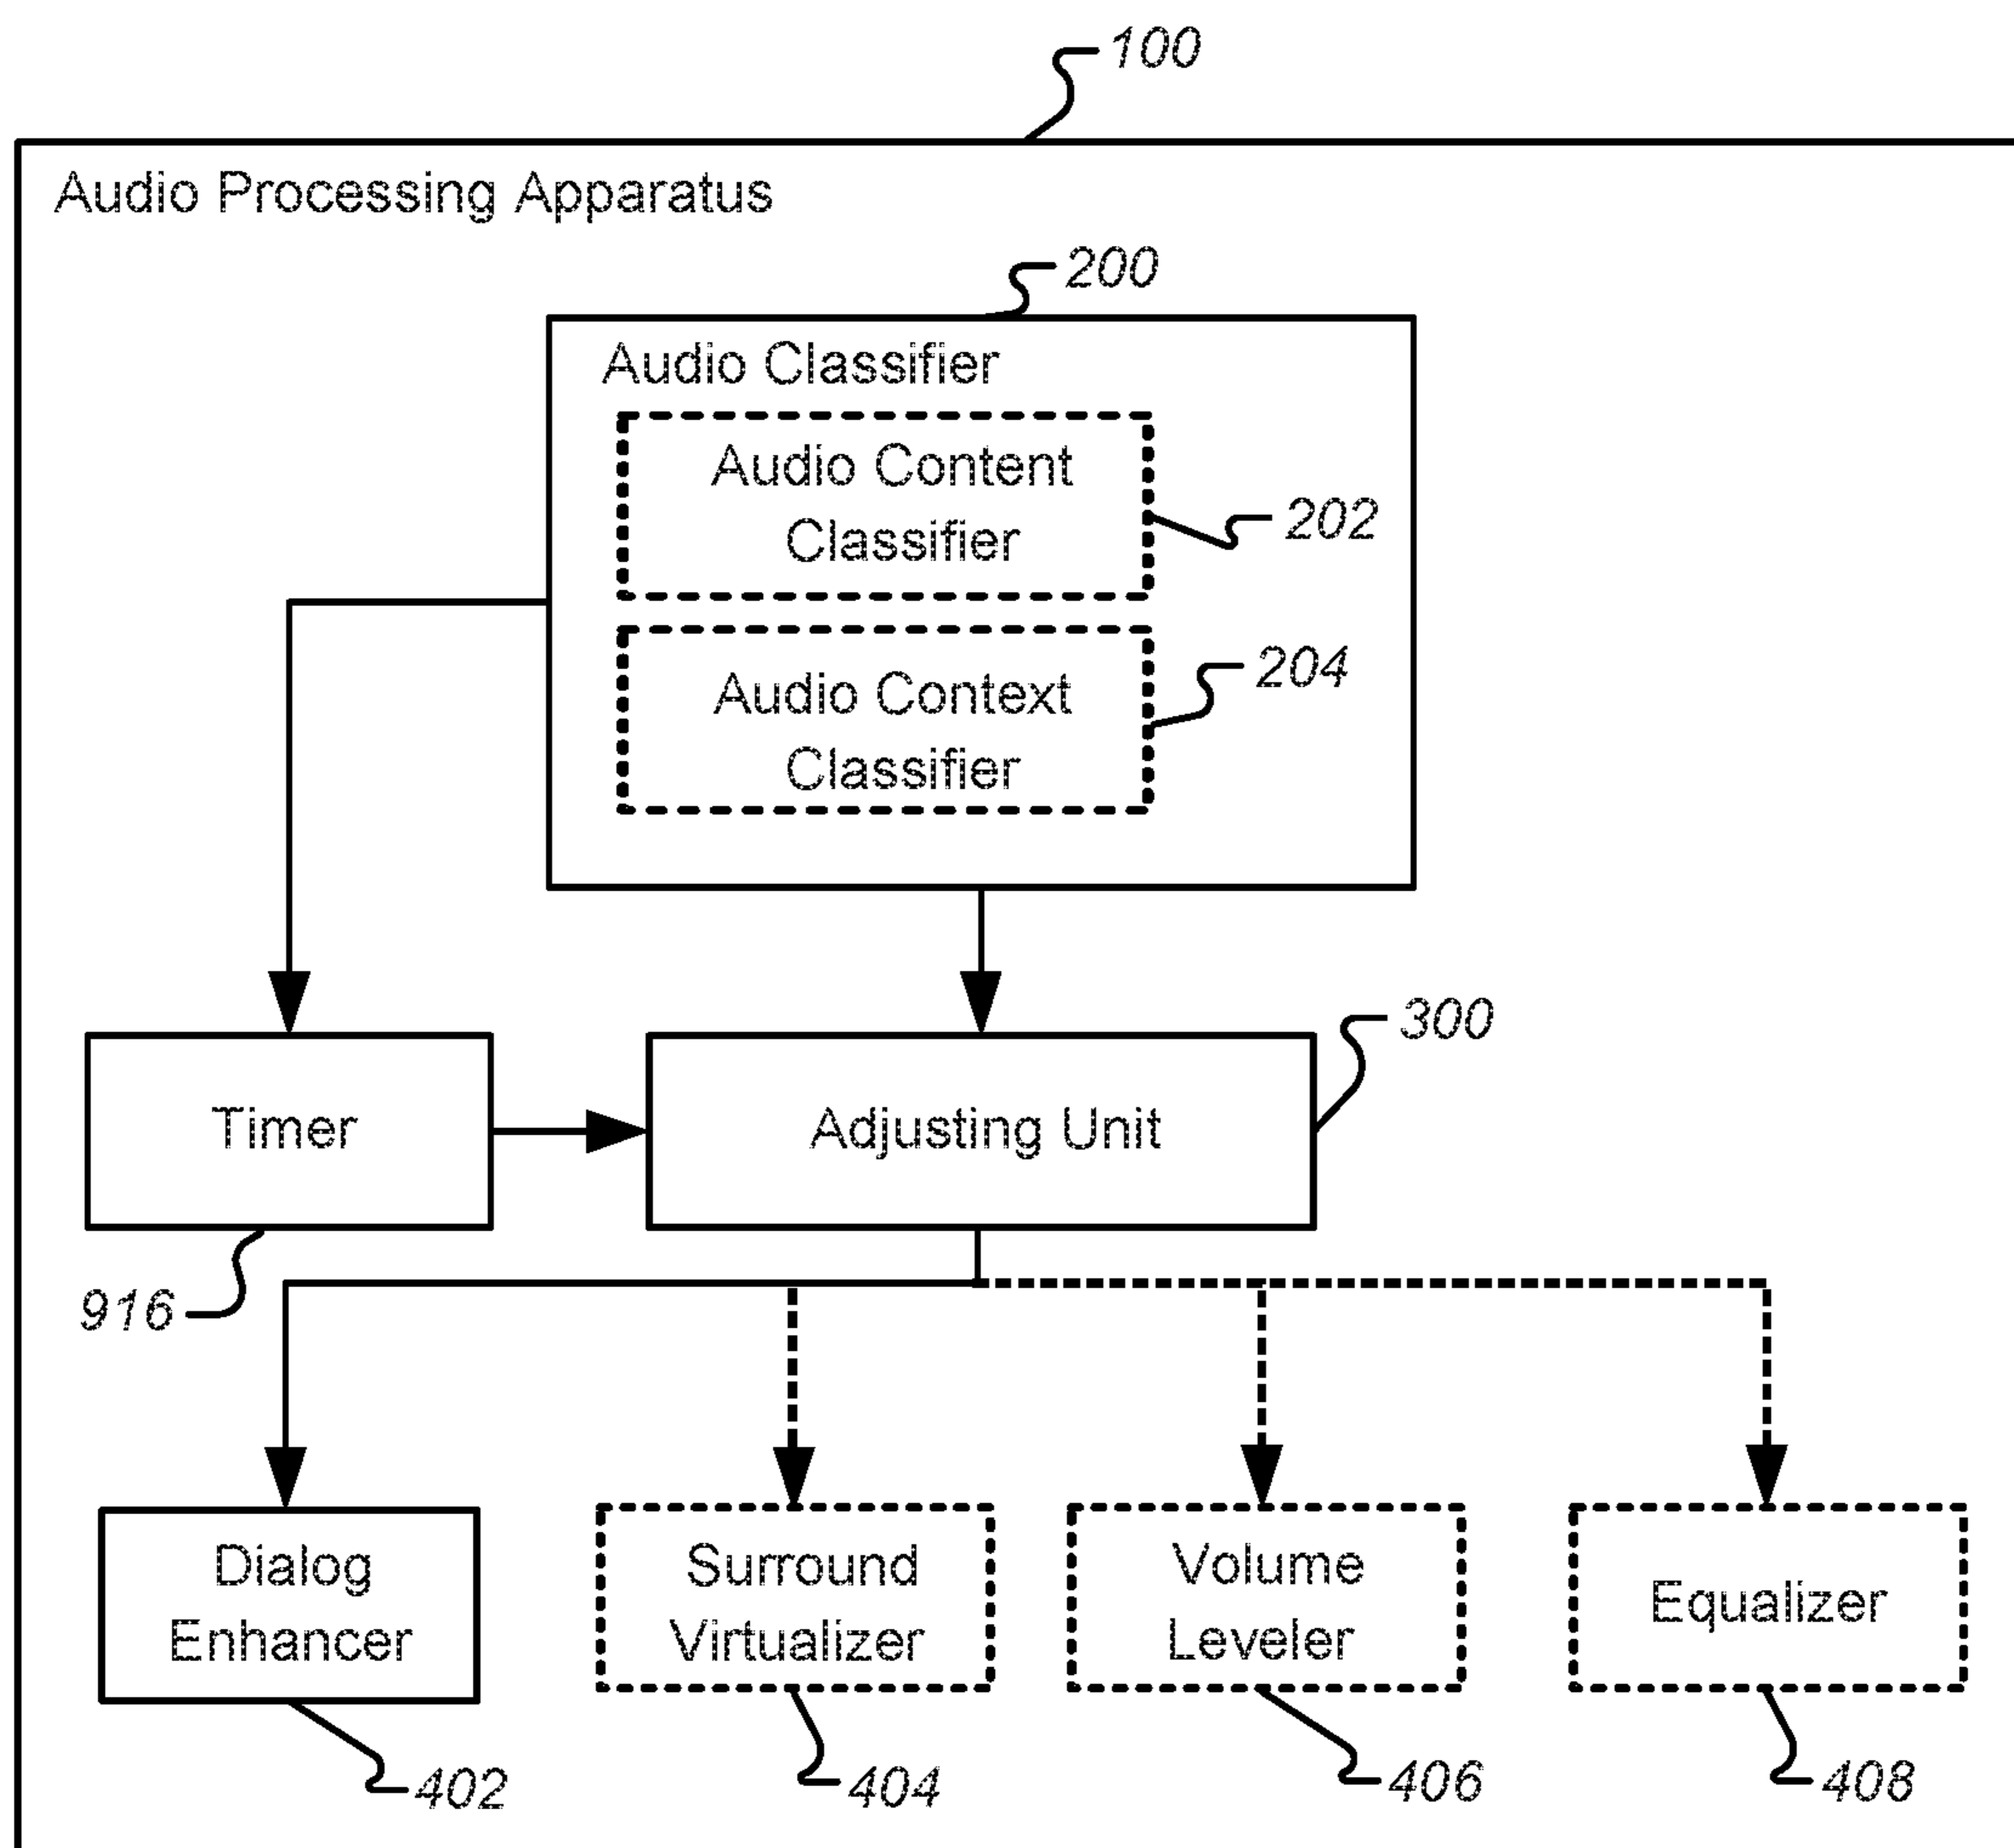 100
Audio Processing Apparatus
200
Audio Classifier
Audio Content
Classifier
202
Audio Context
Classifier
204
300
Timer
Adjusting Unit
916
Dialog
Enhancer
Surround
Virtualizer
Volume
Leveler
Equalizer
402
404
406
408